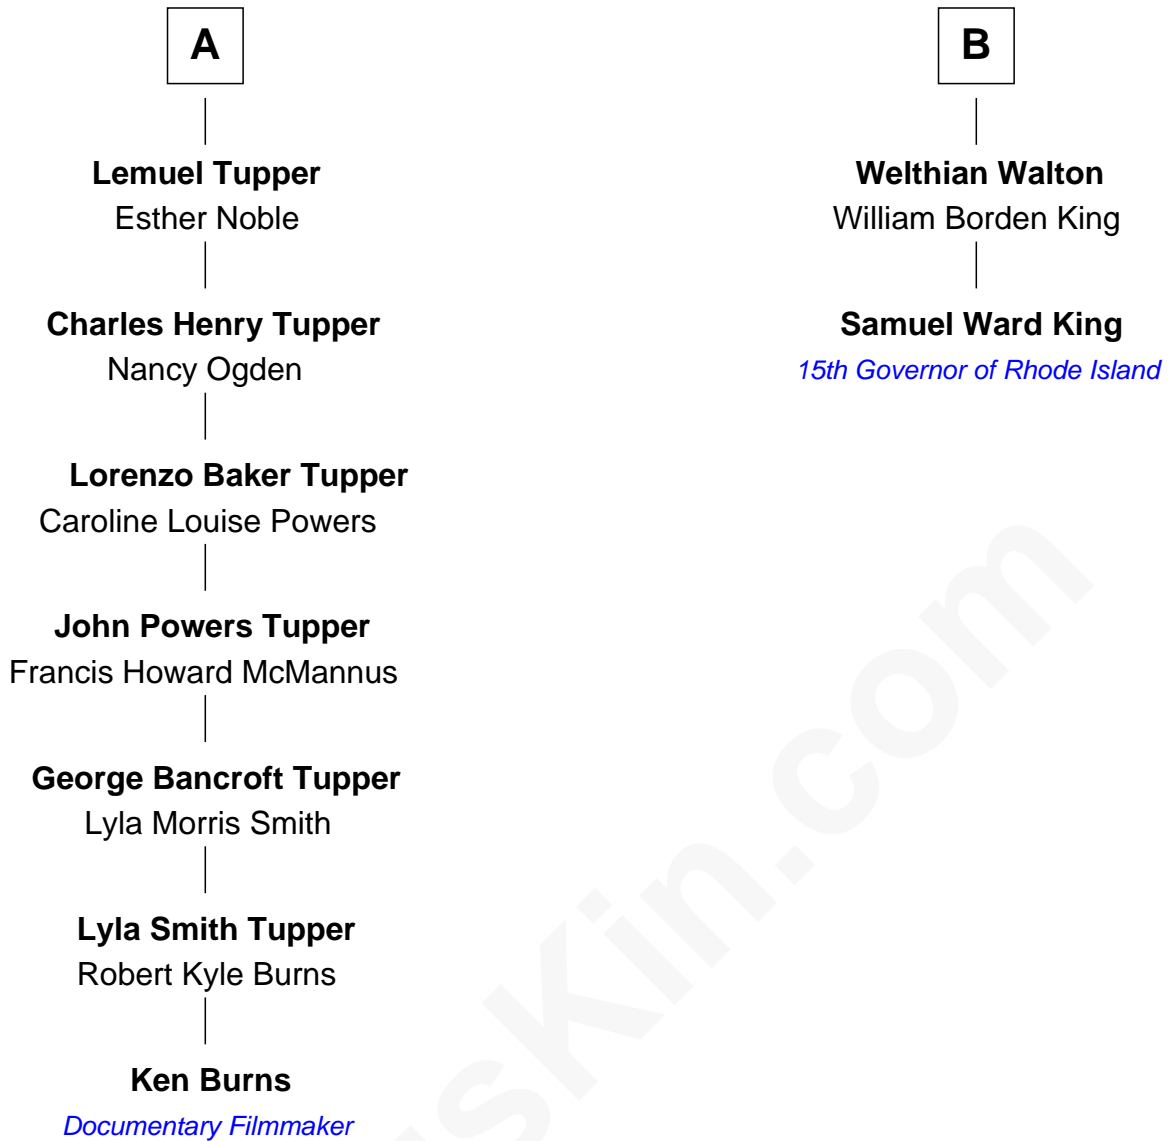 A
Lemuel Tupper
Esther Noble
Charles Henry Tupper
Nancy Ogden
Lorenzo Baker Tupper
Caroline Louise Powers
John Powers Tupper
Francis Howard McMannus
George Bancroft Tupper
Lyla Morris Smith
Lyla Smith Tupper
Robert Kyle Burns
Ken Burns
Documentary Filmmaker
B
Welthian Walton
William Borden King
Samuel Ward King
15th Governor of Rhode Island
sKin.com